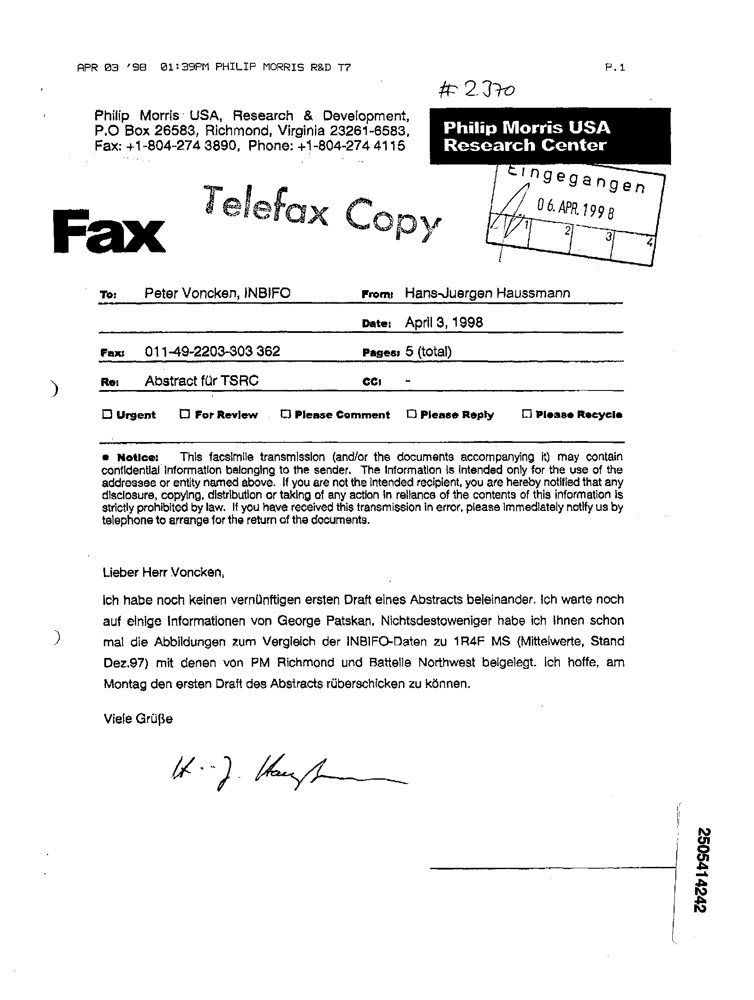 APR 03 '98 01:39PM PHILIP MORRIS R&D T7 P.1
# 2370
Philip Morris USA, Research & Development,
P.O Box 26583, Richmond, Virginia 23261-6583,
Fax: +1-804-274 3890, Phone: +1-804-274 4115
Philip Morris USA
Research Center
Eingegangen
06. APR. 1998
1 2 3 4
Telefax Copy
Fax
To: Peter Voncken, INBIFO From: Hans-Juergen Haussmann
Date: April 3, 1998
Fax: 011-49-2203-303 362 Pages: 5 (total)
Re: Abstract für TSRC CC: -
☐ Urgent ☐ For Review ☐ Please Comment ☐ Please Reply ☐ Please Recycle
• Notice: This facsimile transmission (and/or the documents accompanying it) may contain
confidential information belonging to the sender. The information is intended only for the use of the
addressee or entity named above. If you are not the intended recipient, you are hereby notified that any
disclosure, copying, distribution or taking of any action in reliance of the contents of this information is
strictly prohibited by law. If you have received this transmission in error, please immediately notify us by
telephone to arrange for the return of the documents.
Lieber Herr Voncken,
ich habe noch keinen vernünftigen ersten Draft eines Abstracts beieinander. Ich warte noch
auf einige Informationen von George Patskan. Nichtsdestoweniger habe ich Ihnen schon
mal die Abbildungen zum Vergleich der INBIFO-Daten zu 1R4F MS (Mittelwerte, Stand
Dez.97) mit denen von PM Richmond und Battelle Northwest beigelegt. Ich hoffe, am
Montag den ersten Draft des Abstracts rüberschicken zu können.
Viele Grüße
2505414242